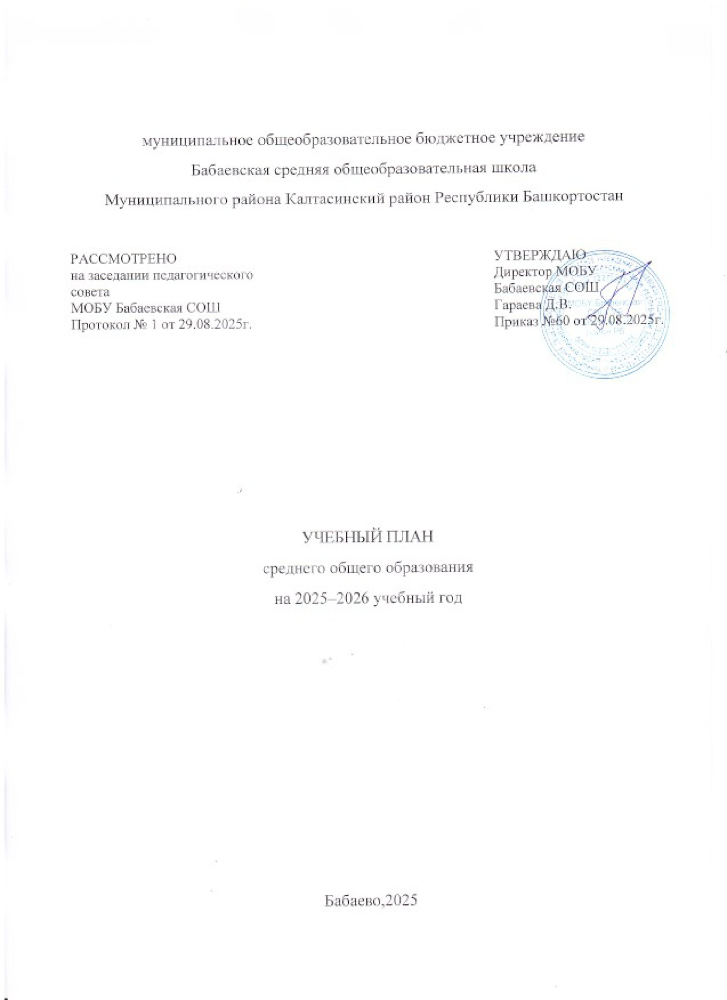 муниципальное общеобразовательное бюджетное учреждение
Бабаевская средняя общеобразовательная школа
Муниципального района Калтасинский район Республики Башкортостан
РАССМОТРЕНО
на заседании педагогического
совета
МОБУ Бабаевская СОШ
Протокол № 1 от 29.08.2025г.
УТВЕРЖДАЮ
Директор МОБУ
Бабаевская СОШ
Гараева Д.В.
Приказ №60 от 29.08.2025г.
УЧЕБНЫЙ ПЛАН
среднего общего образования
на 2025–2026 учебный год
Бабаево,2025